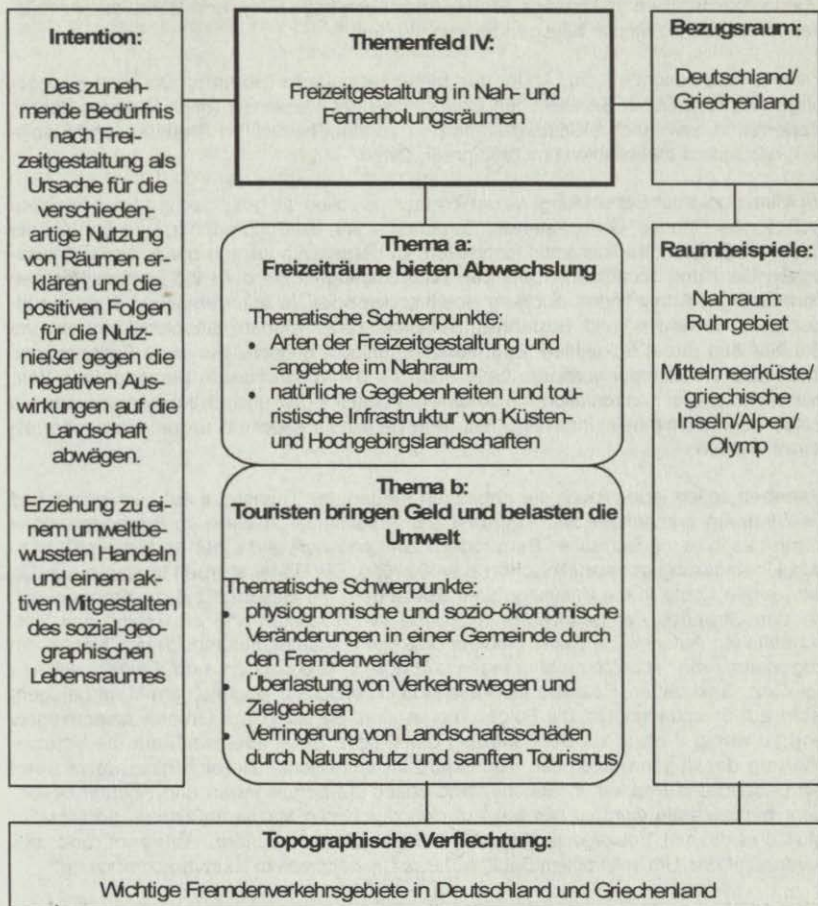 Intention:
Das zuneh-
mende Bedürfnis
nach Frei-
zeitgestaltung als
Ursache für die
verschieden-
artige Nutzung
von Räumen er-
klären und die
positiven Folgen
für die Nutz-
nießer gegen die
negativen Aus-
wirkungen auf die
Landschaft
abwägen.
Erziehung zu ei-
nem umweltbe-
wussten Handeln
und einem ak-
tiven Mitgestalten
des sozial-geo-
graphischen
Lebensraumes
Themenfeld IV:
Freizeitgestaltung in Nah- und
Fernerholungsräumen
Thema a:
Freizeiträume bieten Abwechslung
Thematische Schwerpunkte:
• Arten der Freizeitgestaltung und
-angebote im Nahraum
• natürliche Gegebenheiten und tou-
ristische Infrastruktur von Küsten-
und Hochgebirgslandschaften
Thema b:
Touristen bringen Geld und belasten die
Umwelt
Thematische Schwerpunkte:
• physiognomische und sozio-ökonomische
Veränderungen in einer Gemeinde durch
den Fremdenverkehr
• Überlastung von Verkehrswegen und
Zielgebieten
• Verringerung von Landschaftsschäden
durch Naturschutz und sanften Tourismus
Bezugsraum:
Deutschland/
Griechenland
Raumbeispiele:
Nahraum:
Ruhrgebiet
Mittelmeerküste/
griechische
Inseln/Alpen/
Olymp
Topographische Verflechtung:
Wichtige Fremdenverkehrsgebiete in Deutschland und Griechenland